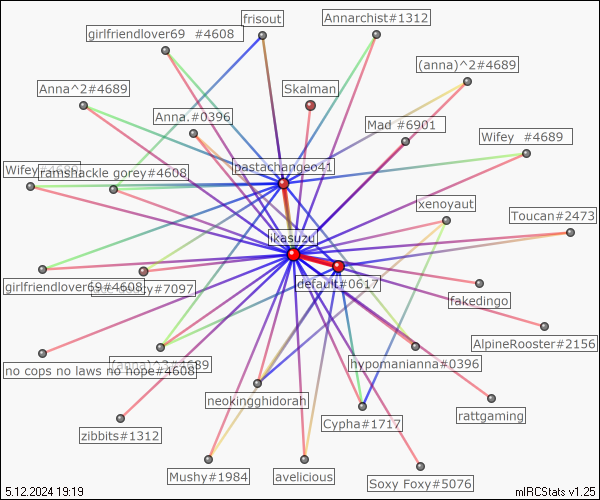 frisout
Annarchist#1312
girlfriendlover69 #4608
(anna)^2#4689
Anna^2#4689
Skalman
Anna.#0396
Mad #6901
Wifey #4689
bastachangeo41
Wifey#4689
ramshackle gorey#4608
xenoyaut
Toucan#2473
ikasuzu
default#0617
girlfriendlover69#4608
#7097
fakedingo
AlpineRooster#2156
(anna)^2#4689
no cops no laws no hope#4608
hypomanianna#0396
neokingghidorah
Cypha#1717
rattgaming
zibbits#1312
Mushy#1984
avelicious
Soxy Foxy#5076
5.12.2024 19:19
mIRCStats v1.25